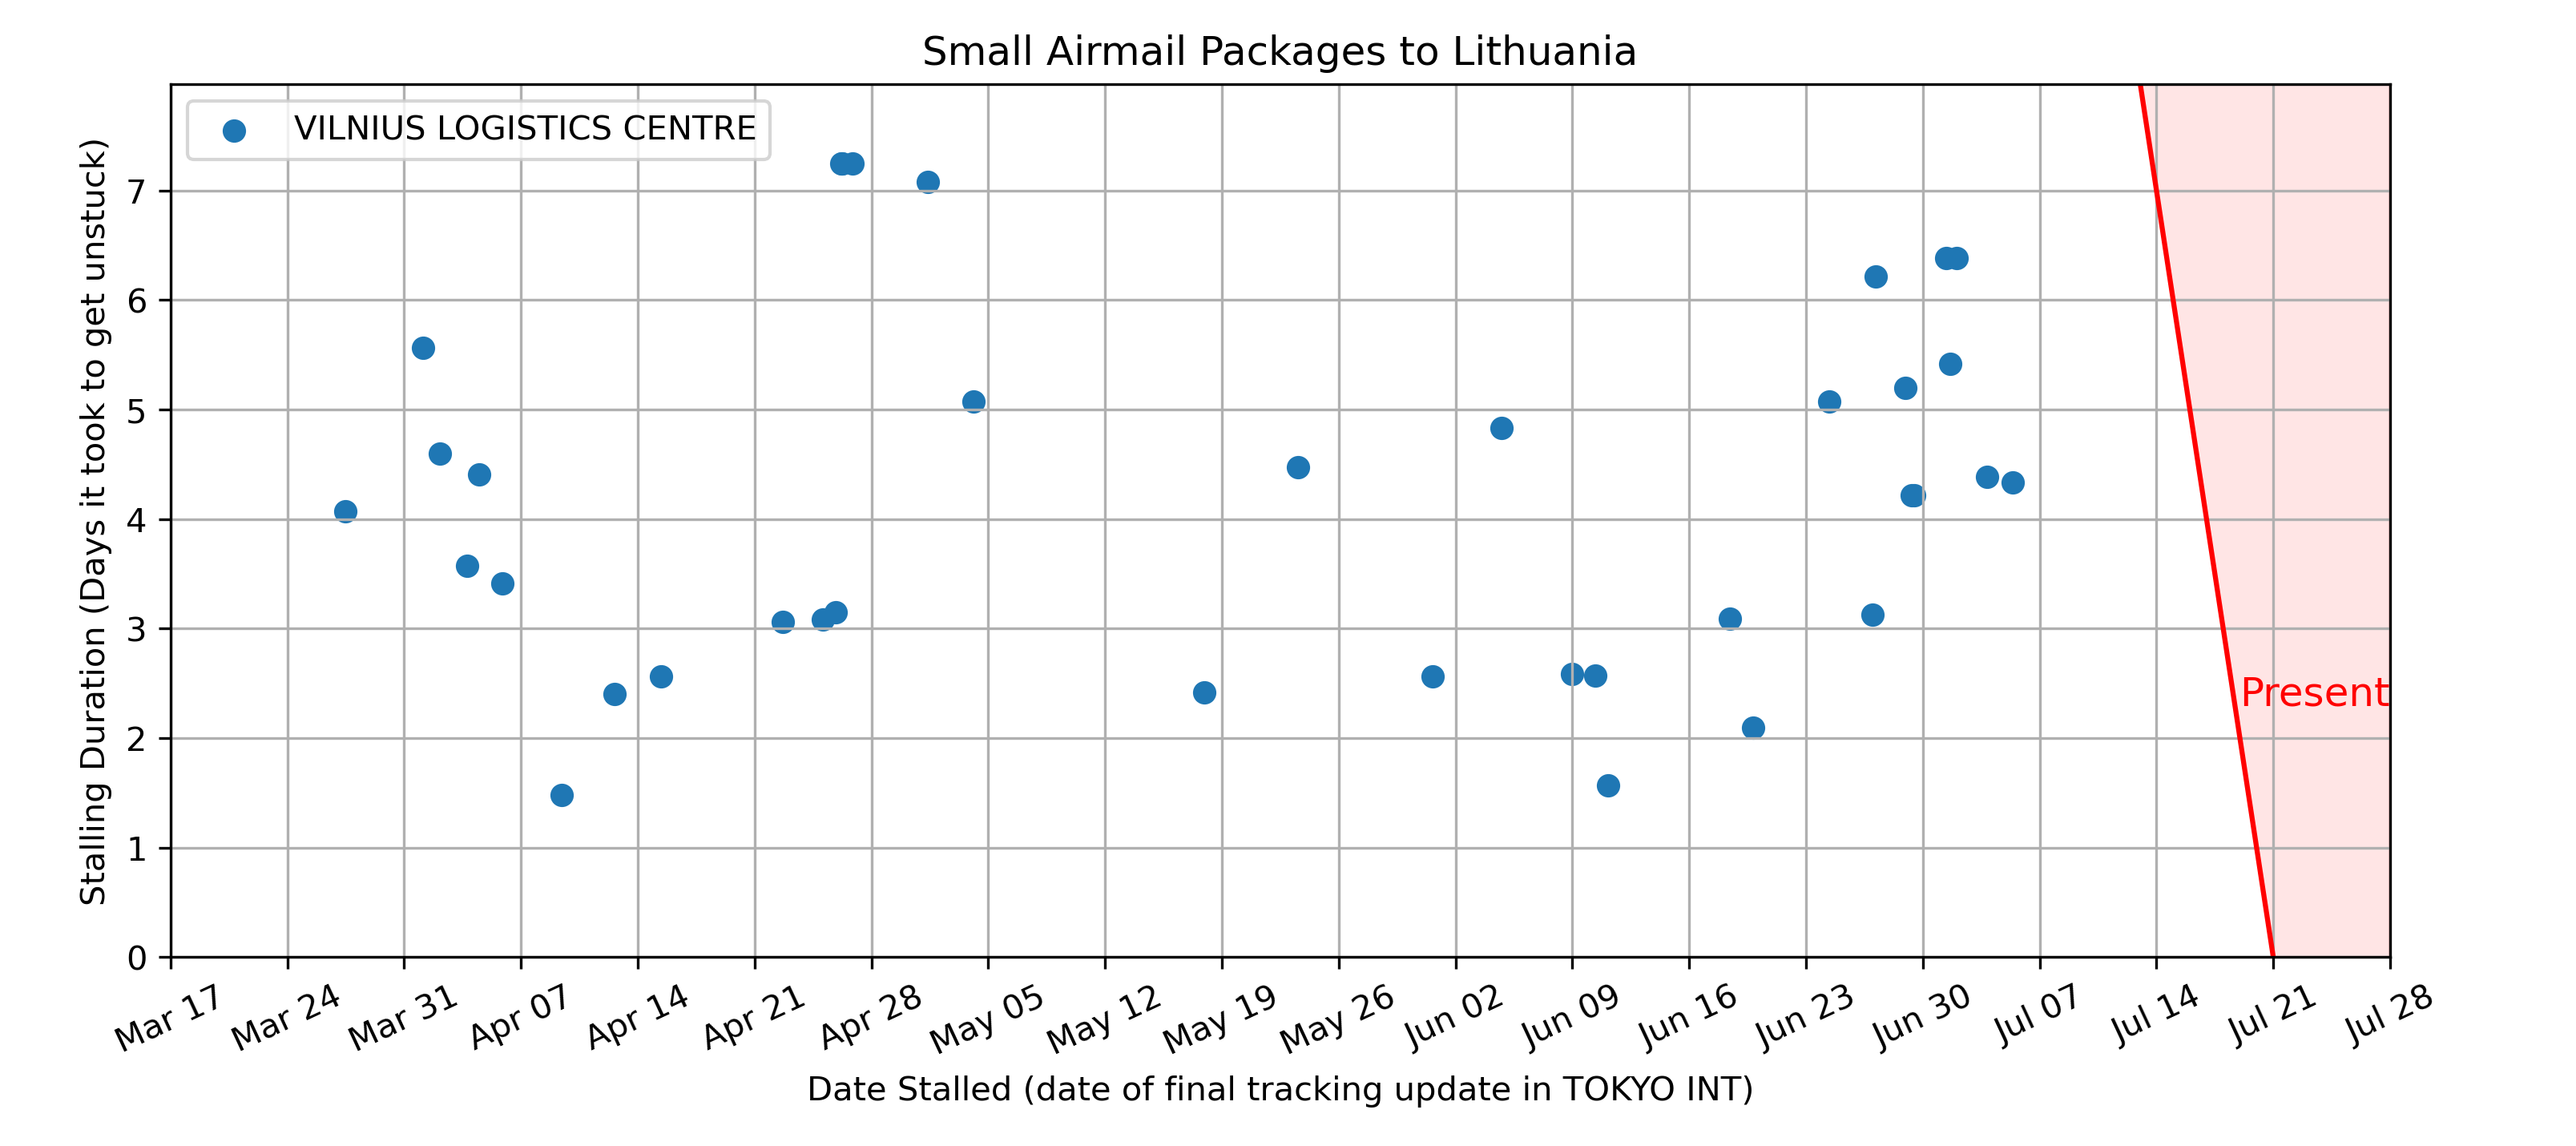 Small Airmail Packages to Lithuania
VILNIUS LOGISTICS CENTRE
Stalling Duration (Days it took to get unstuck)
7
6
5
4
3
2
1
0
Present
Mar 17
Mar 24
Mar 31
Apr 07
Apr 14
Apr 21
Apr 28
May 05
May 12
May 19
May 26
Jun 02
Jun 09
Jun 16
Jun 23
Jun 30
Jul 07
Jul 14
Jul 21
Jul 28
Date Stalled (date of final tracking update in TOKYO INT)